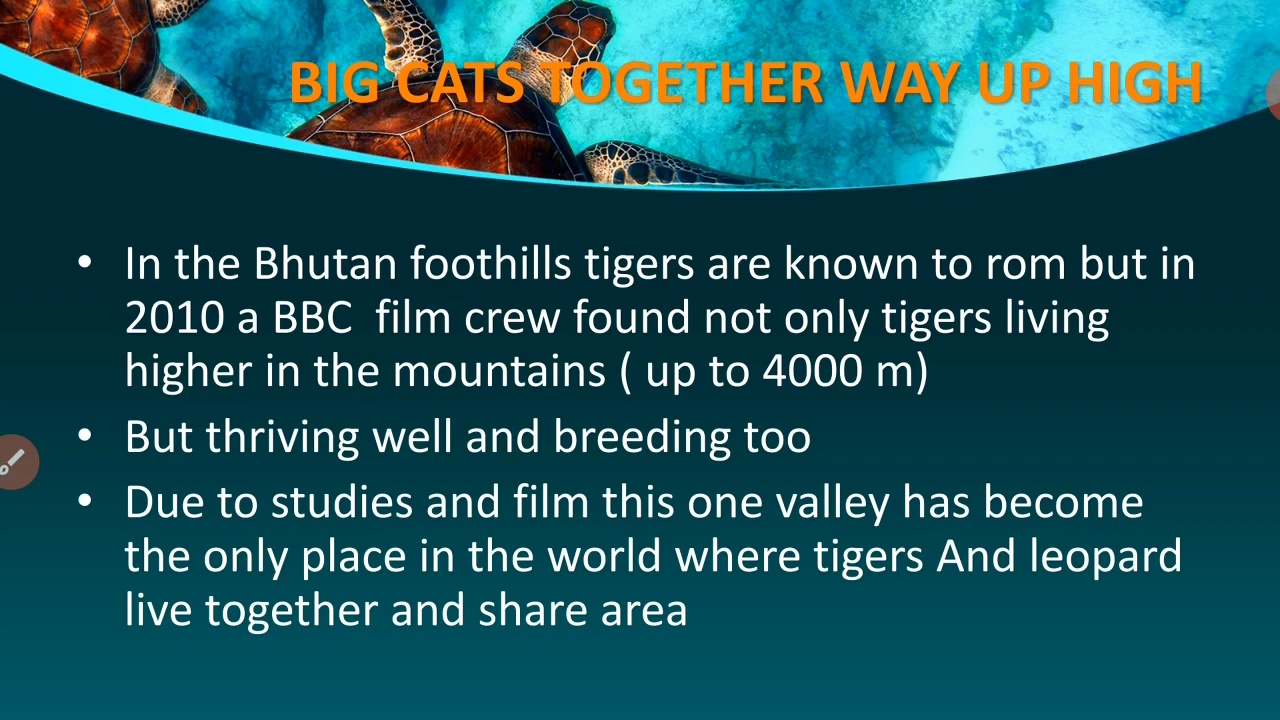 BIG CATS TOGETHER WAY UP HIGH
• In the Bhutan foothills tigers are known to rom but in
2010 a BBC  film crew found not only tigers living
higher in the mountains ( up to 4000 m)
• But thriving well and breeding too
• Due to studies and film this one valley has become
the only place in the world where tigers And leopard
live together and share area